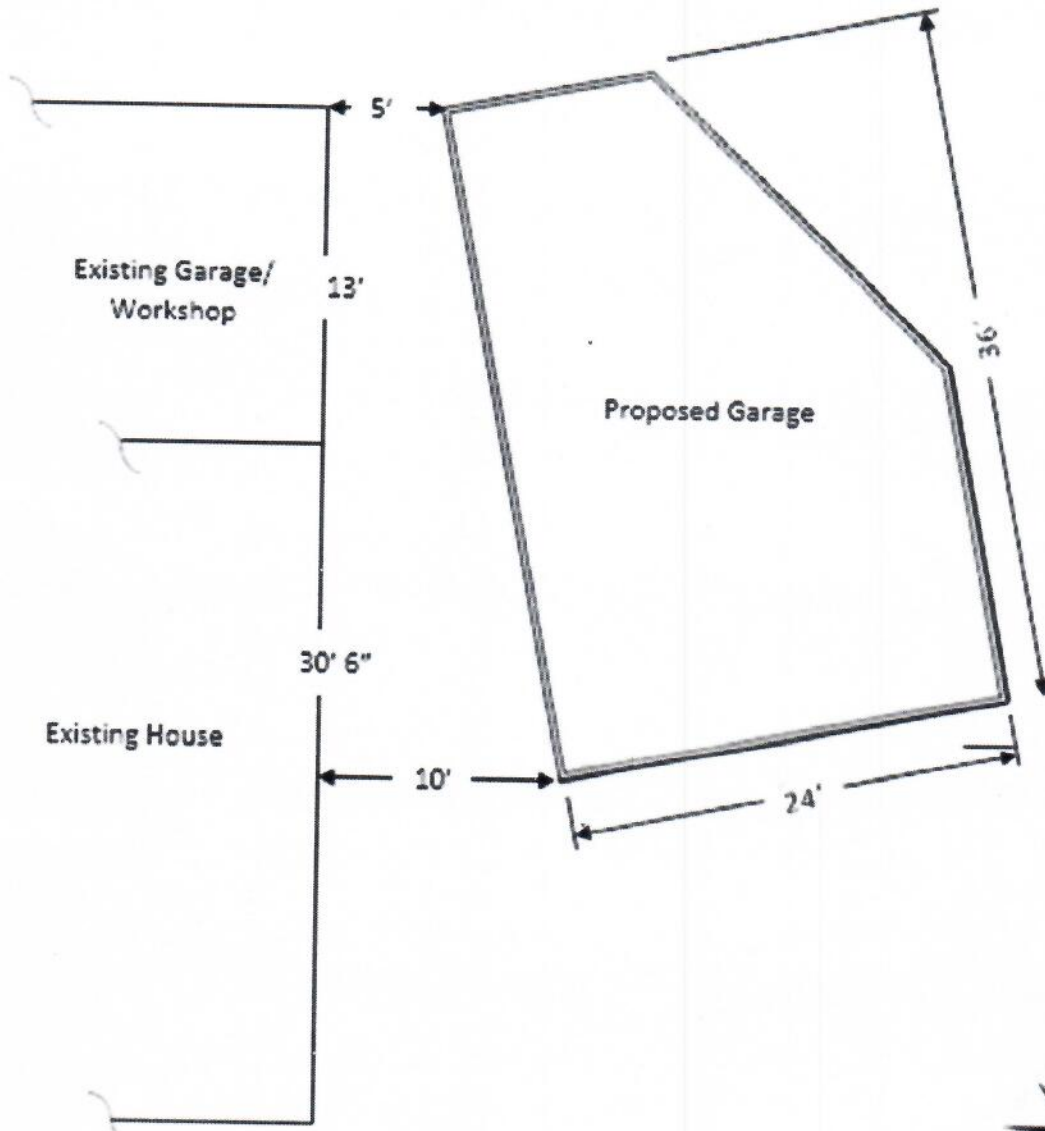 5'
Existing Garage/
Workshop
13'
36'
Proposed Garage
30' 6"
Existing House
10'
24'